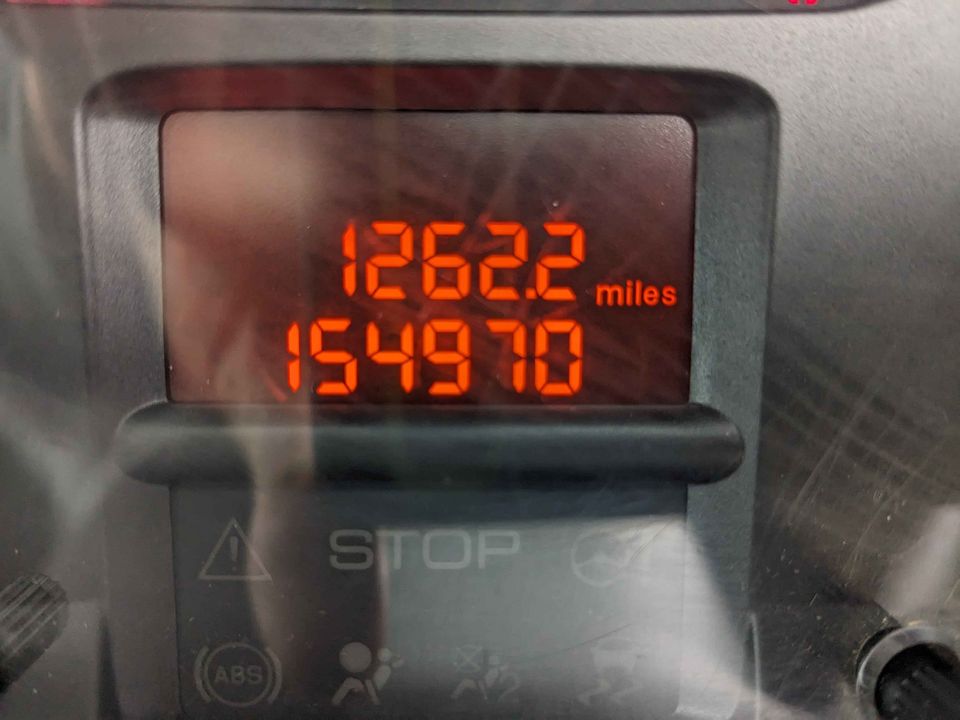 1262.2
miles
154970
STOP
ABS